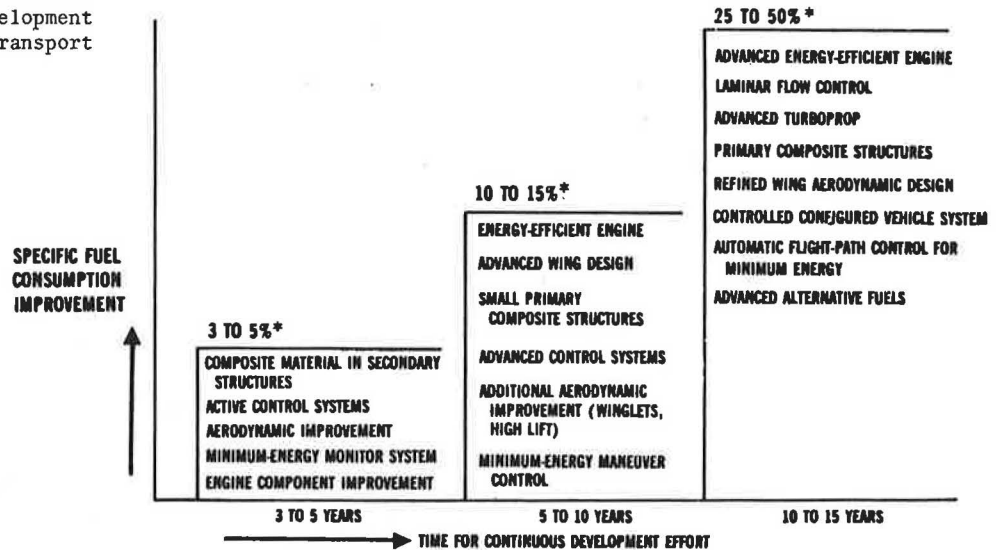 elopment
ransport
25 TO 50%*
ADVANCED ENERGY-EFFICIENT ENGINE
LAMINAR FLOW CONTROL
ADVANCED TURBOPROP
PRIMARY COMPOSITE STRUCTURES
REFINED WING AERODYNAMIC DESIGN
CONTROLLED CONFIGURED VEHICLE SYSTEM
AUTOMATIC FLIGHT-PATH CONTROL FOR
MINIMUM ENERGY
ADVANCED ALTERNATIVE FUELS
10 TO 15%*
ENERGY-EFFICIENT ENGINE
ADVANCED WING DESIGN
SMALL PRIMARY
COMPOSITE STRUCTURES
ADVANCED CONTROL SYSTEMS
ADDITIONAL AERODYNAMIC
IMPROVEMENT (WINGLETS,
HIGH LIFT)
MINIMUM-ENERGY MANEUVER
CONTROL
SPECIFIC FUEL
CONSUMPTION
IMPROVEMENT
3 TO 5%*
COMPOSITE MATERIAL IN SECONDARY
STRUCTURES
ACTIVE CONTROL SYSTEMS
AERODYNAMIC IMPROVEMENT
MINIMUM-ENERGY MONITOR SYSTEM
ENGINE COMPONENT IMPROVEMENT
3 TO 5 YEARS
5 TO 10 YEARS
10 TO 15 YEARS
TIME FOR CONTINUOUS DEVELOPMENT EFFORT